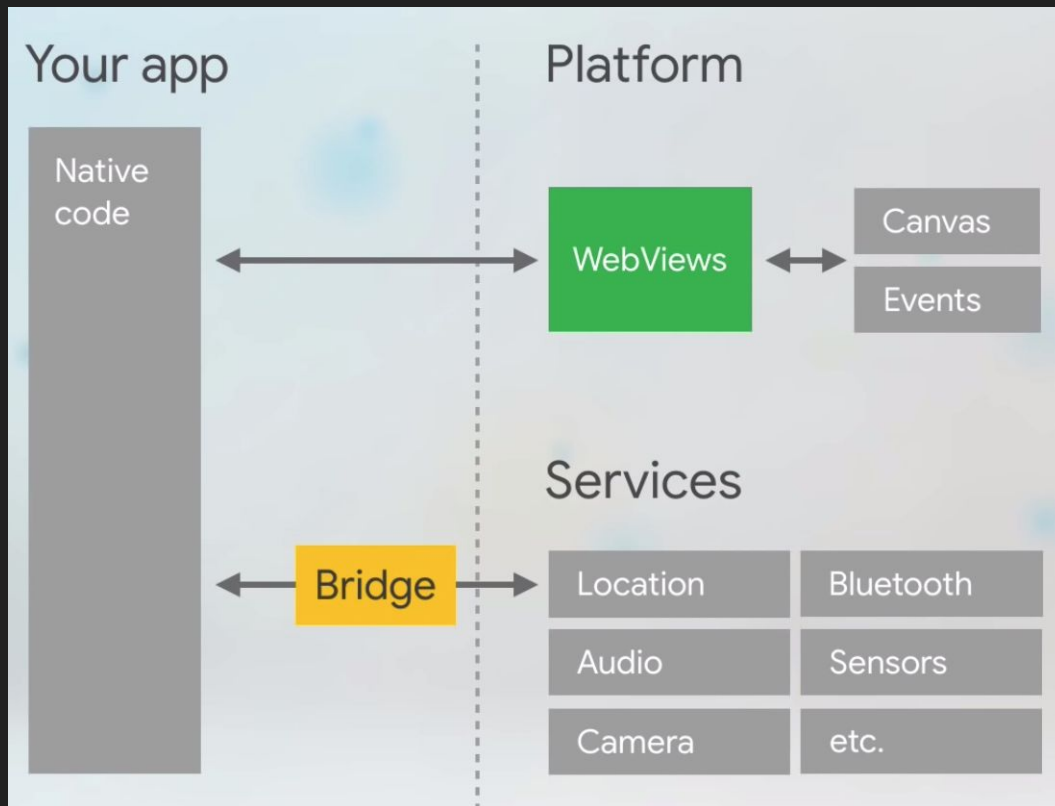 Your app
Platform
Native
code
WebViews
Canvas
Events
Services
Bridge
Location
Bluetooth
Audio
Sensors
Camera
etc.